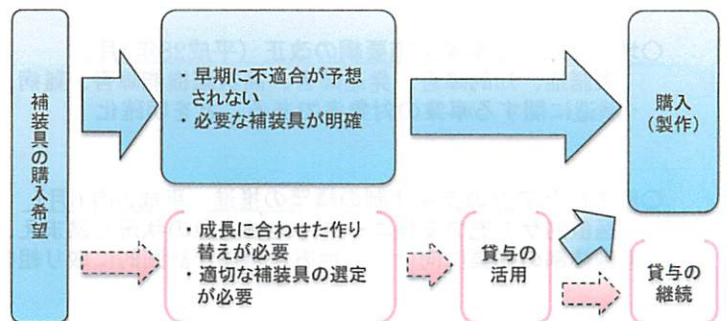 補装具の購入希望
・早期に不適合が予想
されない
・必要な補装具が明確
購入
(製作)
・成長に合わせた作り
替えが必要
・適切な補装具の選定
が必要
貸与の
活用
貸与の
継続